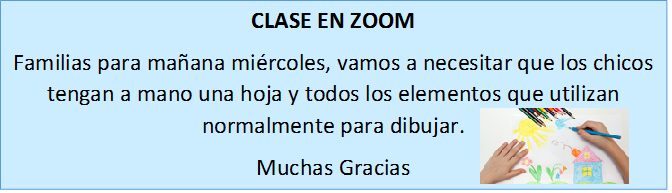 CLASE EN ZOOM
Familias para mañana miércoles, vamos a necesitar que los chicos
tengan a mano una hoja y todos los elementos que utilizan
normalmente para dibujar.
Muchas Gracias